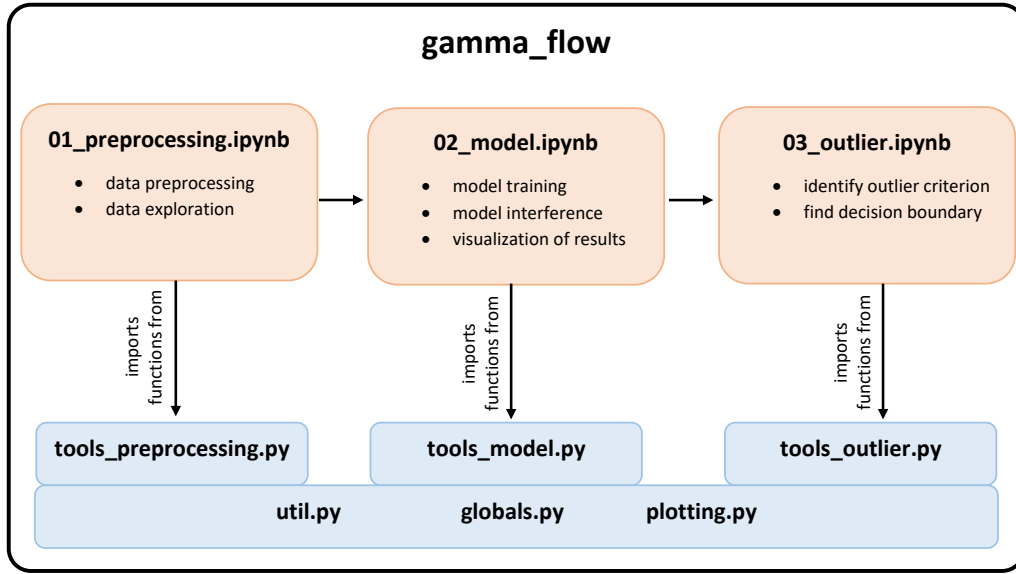 gamma_flow
01_preprocessing.ipynb
• data preprocessing
• data exploration
02_model.ipynb
• model training
• model interference
• visualization of results
03_outlier.ipynb
• identify outlier criterion
• find decision boundary
imports
functions from
imports
functions from
imports
functions from
tools_preprocessing.py
tools_model.py
tools_outlier.py
util.py
globals.py
plotting.py